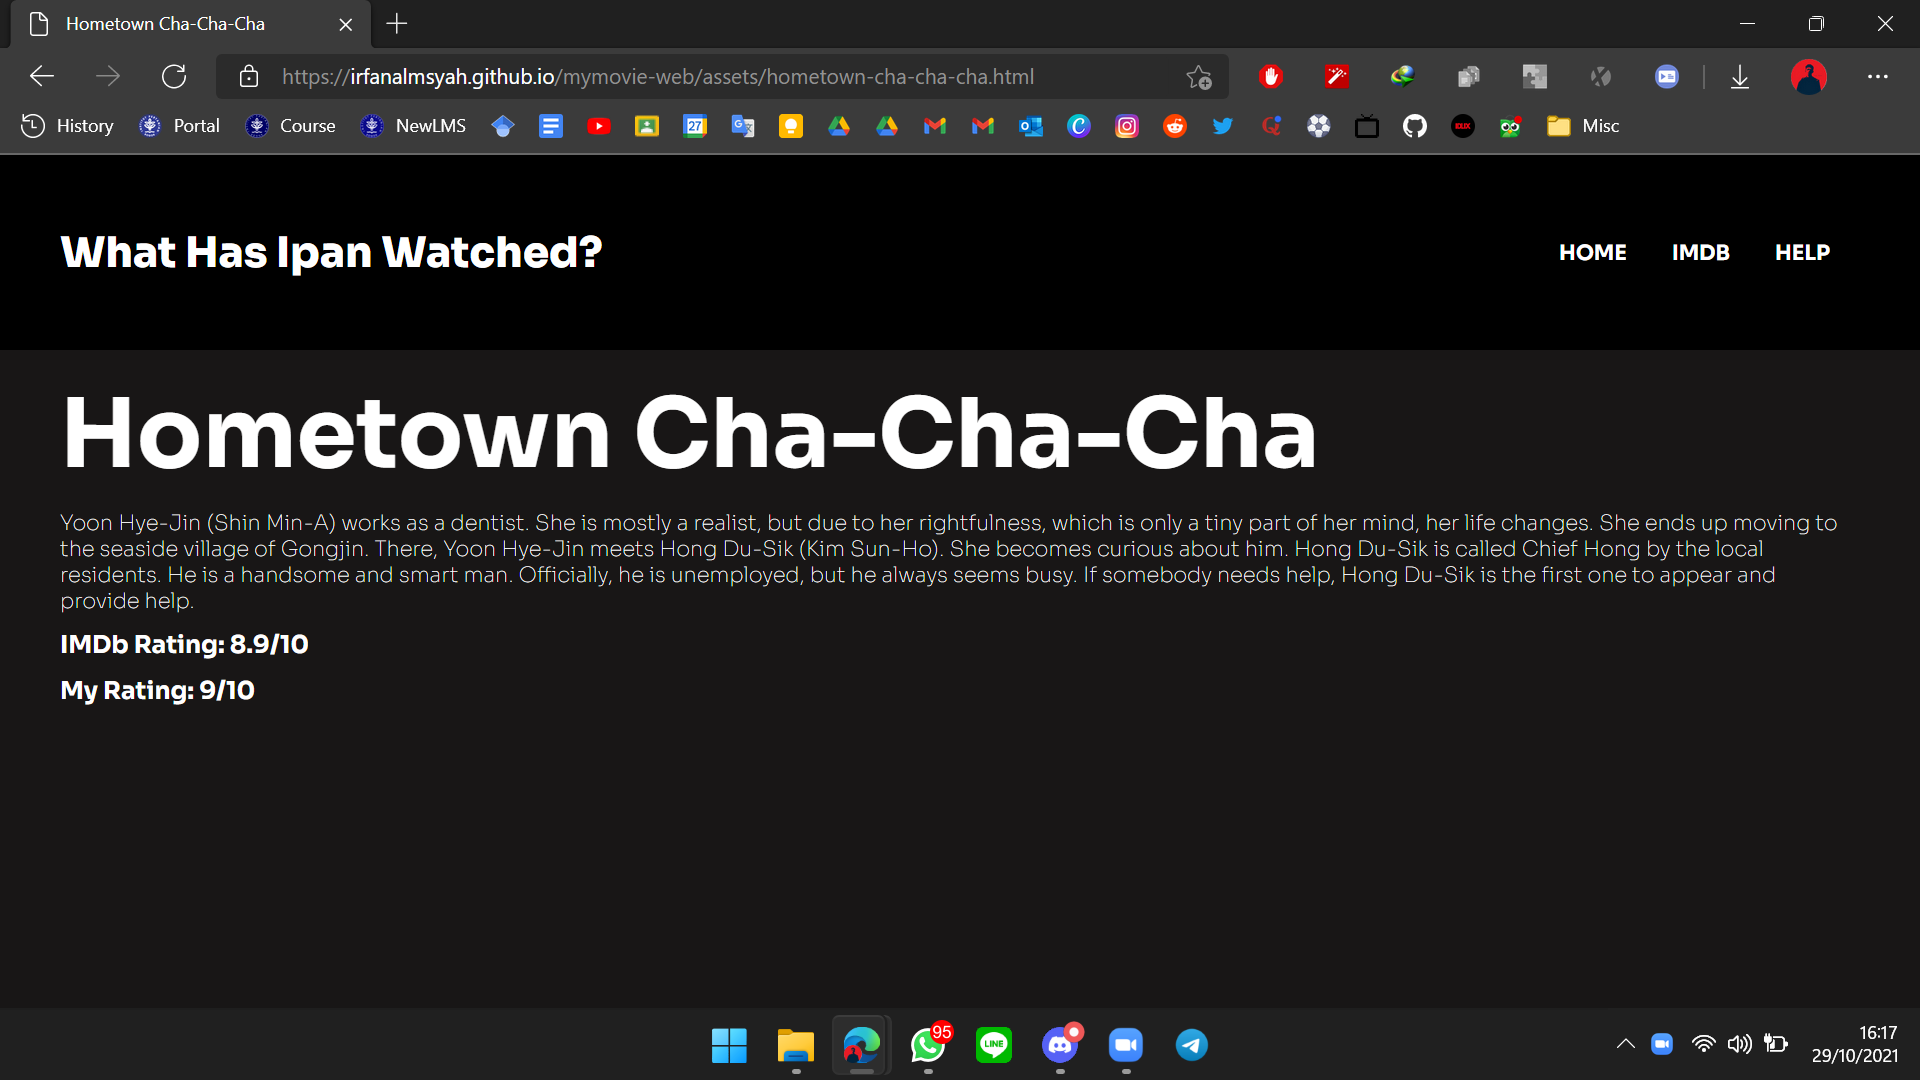 Hometown Cha-Cha-Cha
https://irfanalmsyah.github.io/mymovie-web/assets/hometown-cha-cha-cha.html
History Portal Course NewLMS 27 Misc
What Has Ipan Watched? HOME IMDB HELP
Hometown Cha-Cha-Cha
Yoon Hye-Jin (Shin Min-A) works as a dentist. She is mostly a realist, but due to her rightfulness, which is only a tiny part of her mind, her life changes. She ends up moving to
the seaside village of Gongjin. There, Yoon Hye-Jin meets Hong Du-Sik (Kim Sun-Ho). She becomes curious about him. Hong Du-Sik is called Chief Hong by the local
residents. He is a handsome and smart man. Officially, he is unemployed, but he always seems busy. If somebody needs help, Hong Du-Sik is the first one to appear and
provide help.
IMDb Rating: 8.9/10
My Rating: 9/10
95
LINE
16:17
29/10/2021